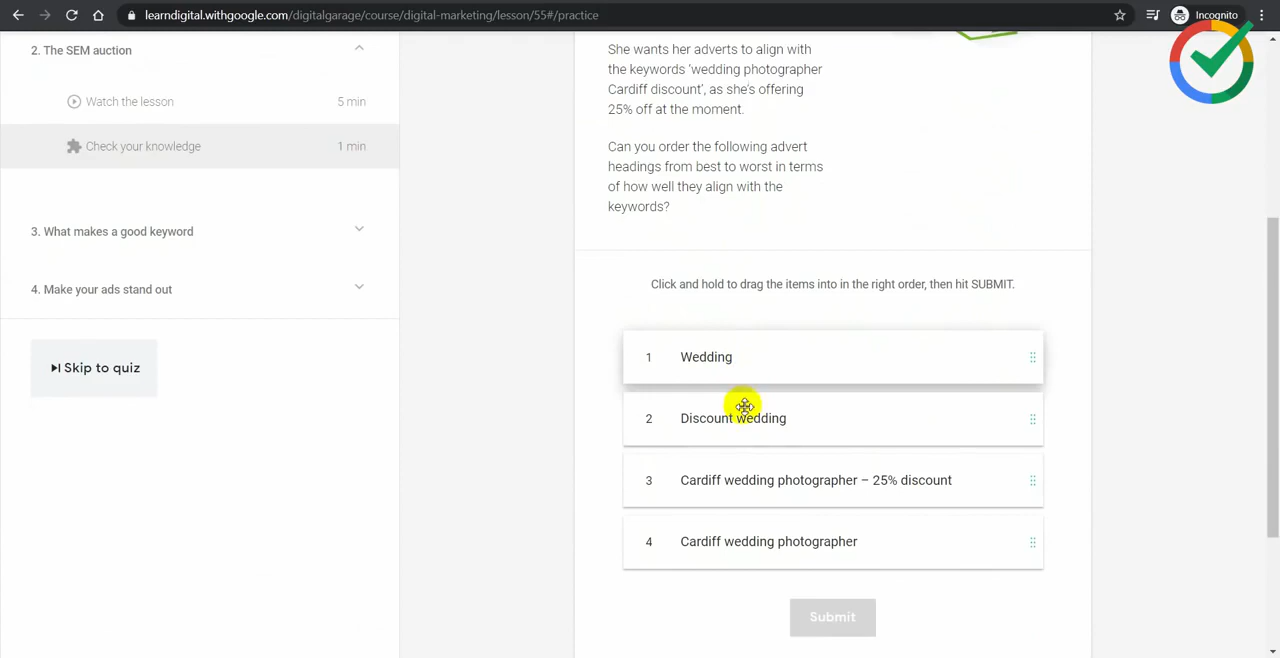 learndigital.withgoogle.com/digitalgarage/course/digital-marketing/lesson/55#/practice
Incognito
2. The SEM auction
Watch the lesson 5 min
Check your knowledge 1 min
3. What makes a good keyword
4. Make your ads stand out
Skip to quiz
She wants her adverts to align with
the keywords 'wedding photographer
Cardiff discount', as she's offering
25% off at the moment.
Can you order the following advert
headings from best to worst in terms
of how well they align with the
keywords?
Click and hold to drag the items into in the right order, then hit SUBMIT.
1 Wedding
2 Discount wedding
3 Cardiff wedding photographer – 25% discount
4 Cardiff wedding photographer
Submit